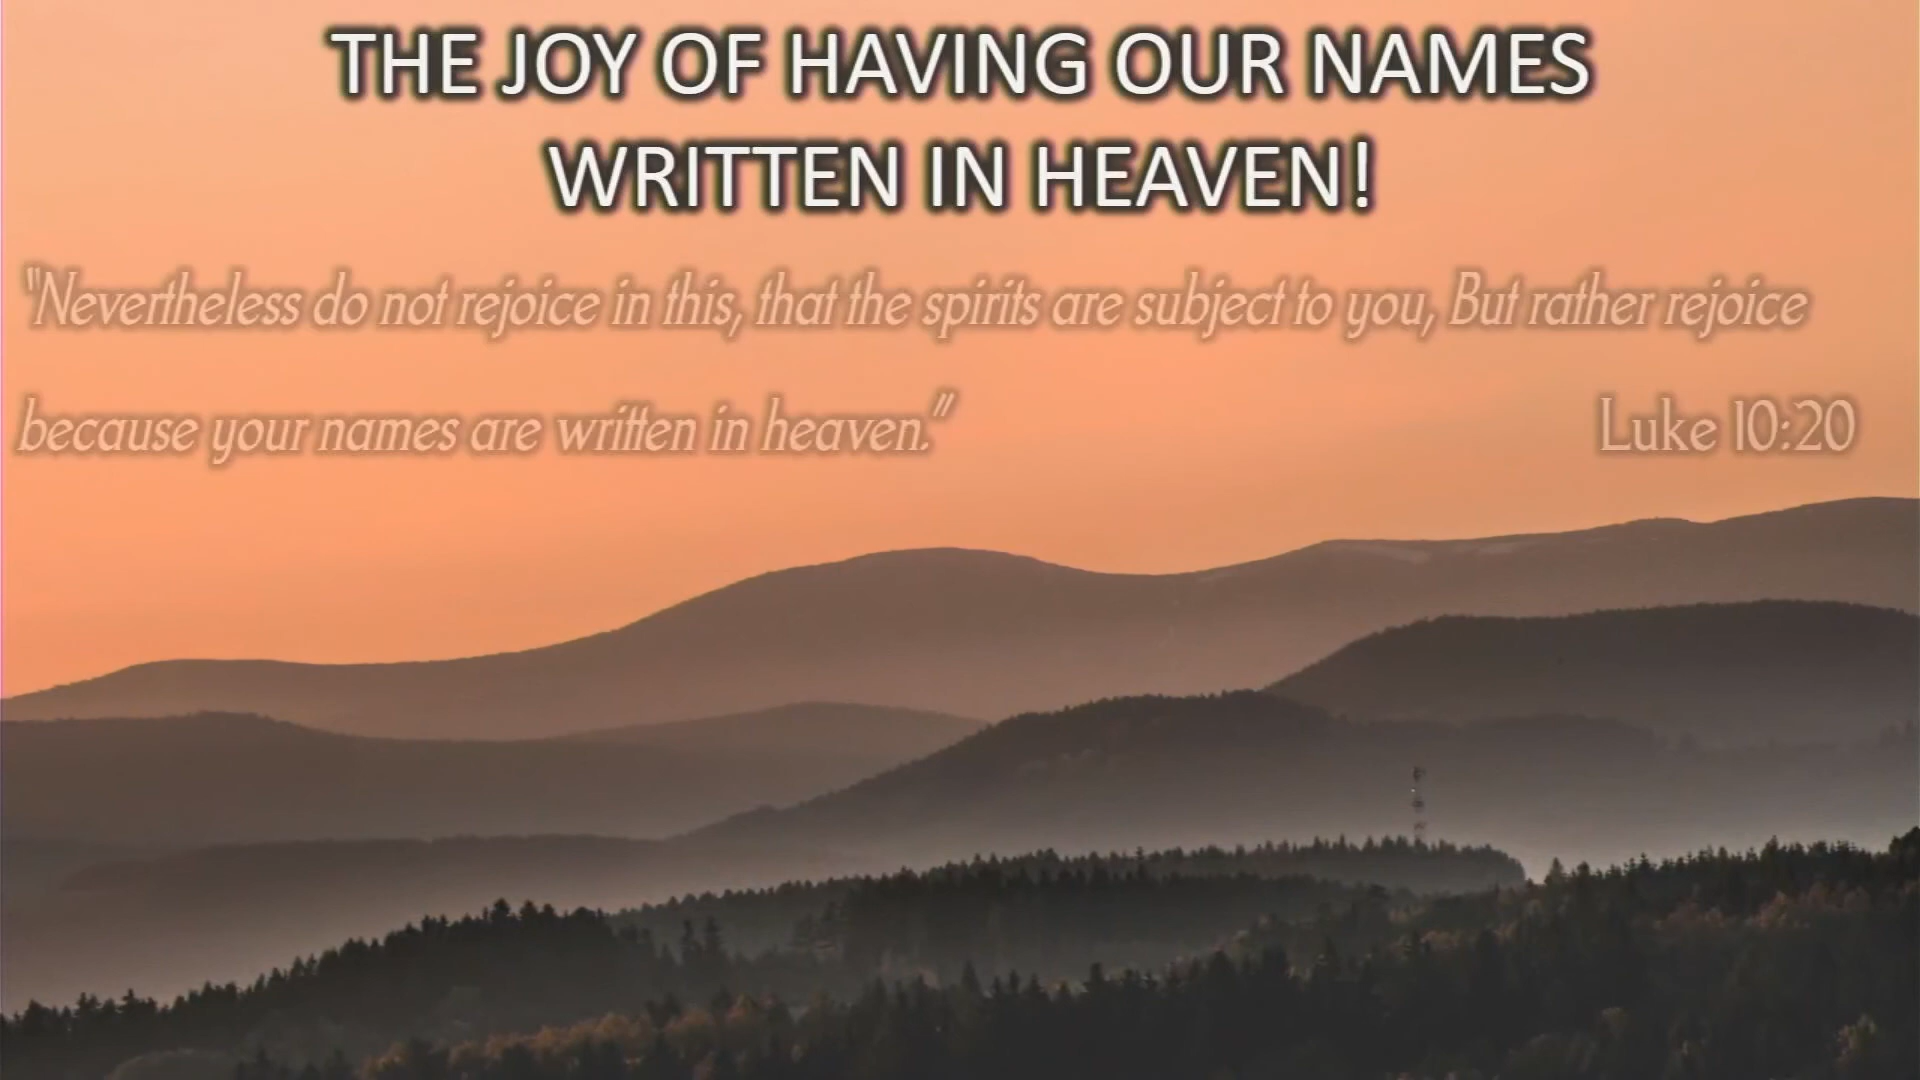 THE JOY OF HAVING OUR NAMES
WRITTEN IN HEAVEN!
"Nevertheless do not rejoice in this, that the spirits are subject to you, But rather rejoice
because your names are written in heaven." Luke 10:20